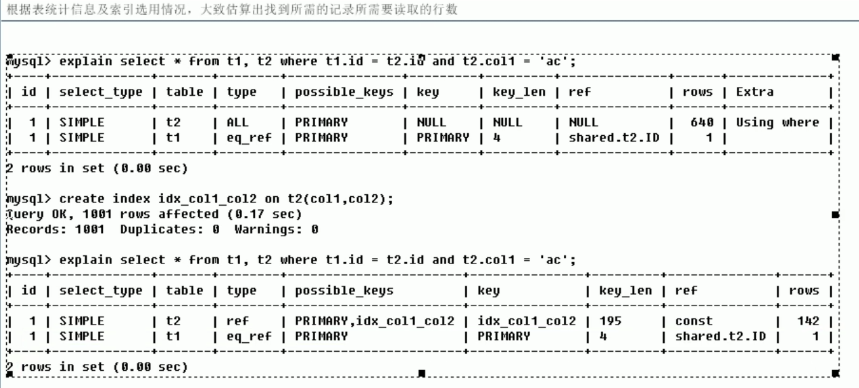 根据表统计信息及索引选用情况，大致估算出找到所需的记录所需要读取的行数
mysql> explain select * from t1, t2 where t1.id = t2.id and t2.col1 = 'ac';
| id | select_type | table | type | possible_keys | key | key_len | ref | rows | Extra |
| 1 | SIMPLE | t2 | ALL | PRIMARY | NULL | NULL | NULL | 640 | Using where |
| 1 | SIMPLE | t1 | eq_ref | PRIMARY | PRIMARY | 4 | shared.t2.ID | 1 | |
2 rows in set (0.00 sec)
mysql> create index idx_col1_col2 on t2(col1,col2);
Query OK, 1001 rows affected (0.17 sec)
Records: 1001 Duplicates: 0 Warnings: 0
mysql> explain select * from t1, t2 where t1.id = t2.id and t2.col1 = 'ac';
| id | select_type | table | type | possible_keys | key | key_len | ref | rows |
| 1 | SIMPLE | t2 | ref | PRIMARY,idx_col1_col2 | idx_col1_col2 | 195 | const | 142 |
| 1 | SIMPLE | t1 | eq_ref | PRIMARY | PRIMARY | 4 | shared.t2.ID | 1 |
2 rows in set (0.00 sec)